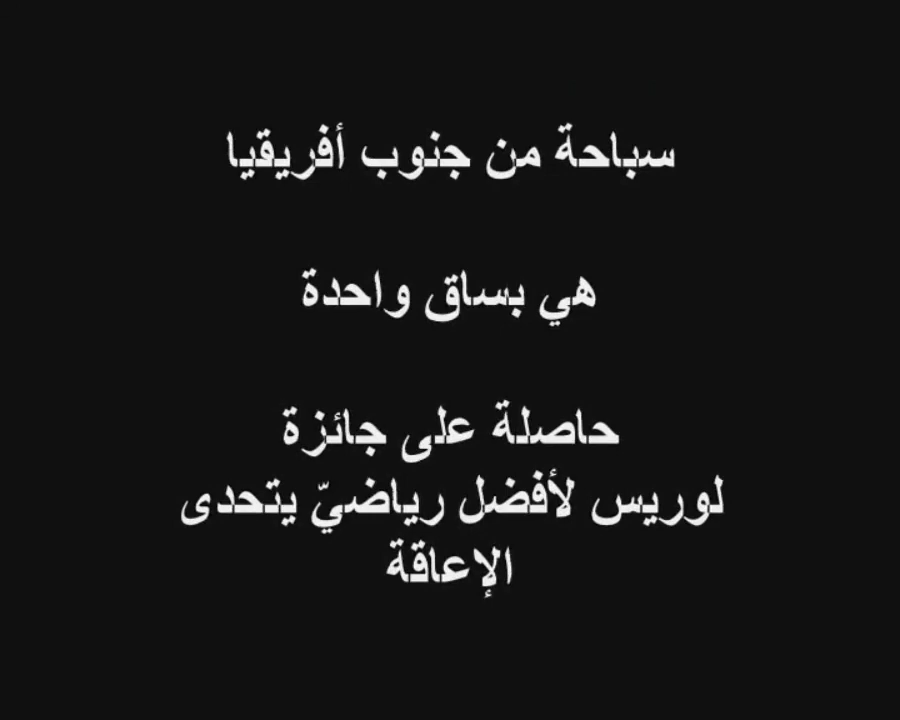 سباحة من جنوب أفريقيا
هي بساق واحدة
حاصلة على جائزة
لوريس لأفضل رياضيّ يتحدى
الإعاقة